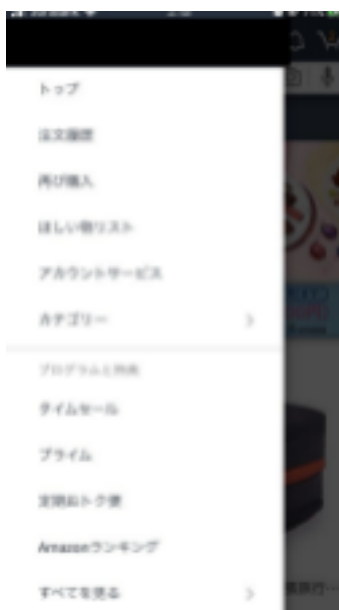 トップ
注文履歴
再び購入
ほしい物リスト
アカウントサービス
カテゴリー
プログラムと特典
タイムセール
プライム
定期おトク便
Amazonランキング
すべてを見る